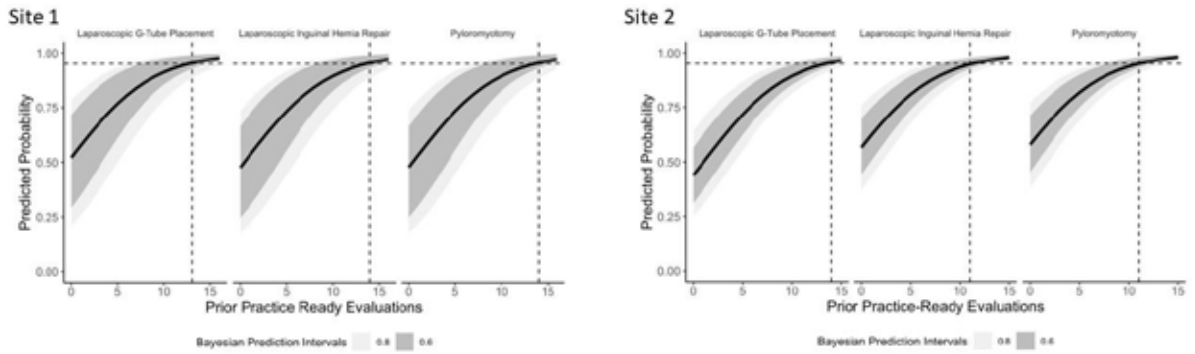 Site 1
Laparoscopic G-Tube Placement
Laparoscopic Inguinal Hernia Repair
Pyloromyotomy
Predicted Probability
1.00
0.75
0.50
0.25
0.00
0 5 10 15
0 5 10 15
0 5 10 15
Prior Practice Ready Evaluations
Bayesian Prediction Intervals 0.8 0.6
Site 2
Laparoscopic G-Tube Placement
Laparoscopic Inguinal Hernia Repair
Pyloromyotomy
Predicted Probability
1.00
0.75
0.50
0.25
0.00
0 5 10 15
0 5 10 15
0 5 10 15
Prior Practice-Ready Evaluations
Bayesian Prediction Intervals 0.8 0.6